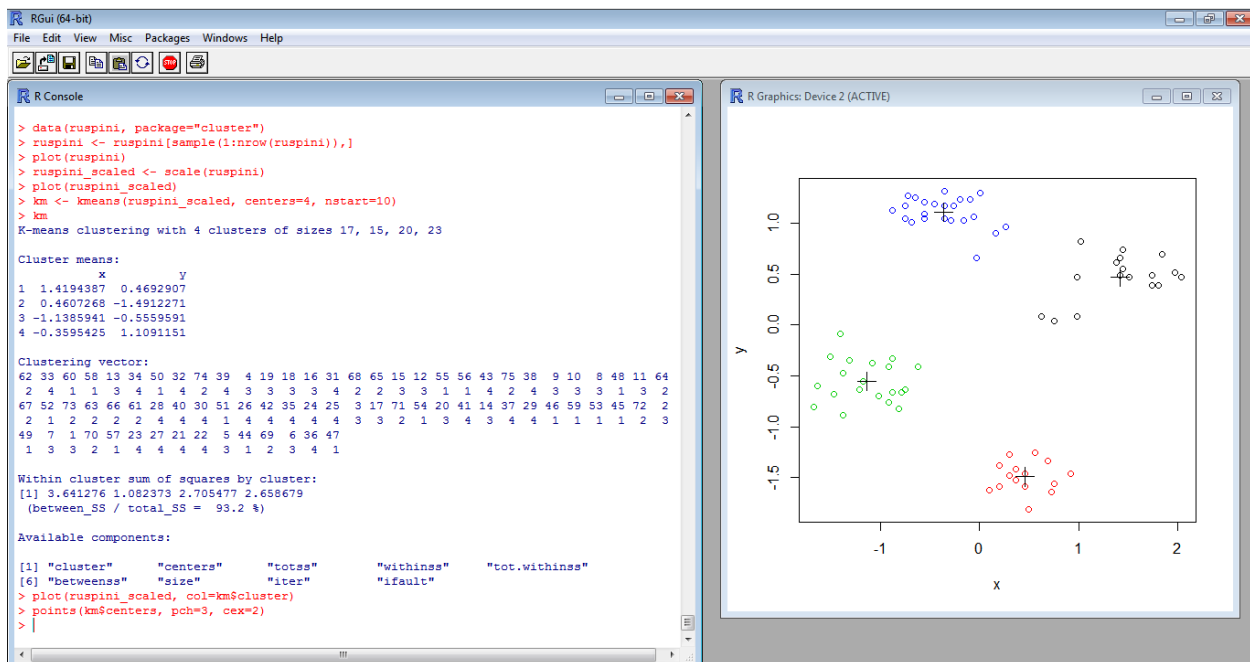 RGui (64-bit)
File Edit View Misc Packages Windows Help
STOP
R Console
> data(ruspini, package="cluster")
> ruspini <- ruspini[sample(1:nrow(ruspini)),]
> plot(ruspini)
> ruspini_scaled <- scale(ruspini)
> plot(ruspini_scaled)
> km <- kmeans(ruspini_scaled, centers=4, nstart=10)
> km
K-means clustering with 4 clusters of sizes 17, 15, 20, 23
Cluster means:
x y
1 1.4194387 0.4692907
2 0.4607268 -1.4912271
3 -1.1385941 -0.5559591
4 -0.3595425 1.1091151
Clustering vector:
62 33 60 58 13 34 50 32 74 39 4 19 18 16 31 68 65 15 12 55 56 43 75 38 9 10 8 48 11 64
2 4 1 1 3 4 1 4 2 4 3 3 3 3 4 2 2 3 3 1 1 4 2 4 3 3 3 1 3 2
67 52 73 63 66 61 28 40 30 51 26 42 35 24 25 3 17 71 54 20 41 14 37 29 46 59 53 45 72 2
2 1 2 2 2 2 4 4 4 1 4 4 4 4 4 3 3 2 1 3 4 3 4 4 1 1 1 1 2 3
49 7 1 70 57 23 27 21 22 5 44 69 6 36 47
1 3 3 2 1 4 4 4 4 3 1 2 3 4 1
Within cluster sum of squares by cluster:
[1] 3.641276 1.082373 2.705477 2.658679
(between_SS / total_SS = 93.2 %)
Available components:
[1] "cluster" "centers" "totss" "withinss" "tot.withinss"
[6] "betweenss" "size" "iter" "ifault"
> plot(ruspini_scaled, col=km$cluster)
> points(km$centers, pch=3, cex=2)
>
R Graphics: Device 2 (ACTIVE)
1.0
0.5
0.0
-0.5
-1.0
-1.5
y
-1 0 1 2
x